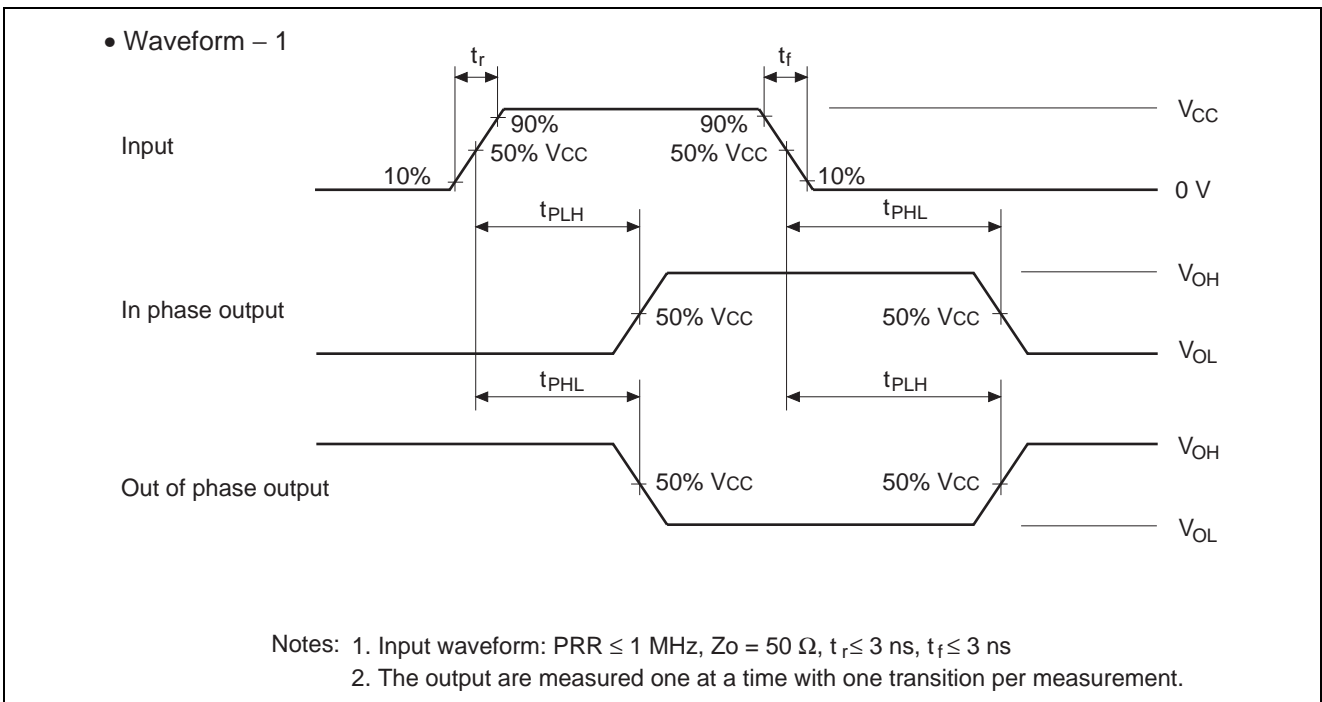 • Waveform – 1
tr tf
Input
90% 90% VCC
50% VCC 50% VCC
10% 10% 0 V
tPLH tPHL
In phase output
VOH
50% VCC 50% VCC
VOL
tPHL tPLH
Out of phase output
VOH
50% VCC 50% VCC
VOL
Notes: 1. Input waveform: PRR ≤ 1 MHz, Zo = 50 Ω, t r ≤ 3 ns, t f ≤ 3 ns
2. The output are measured one at a time with one transition per measurement.